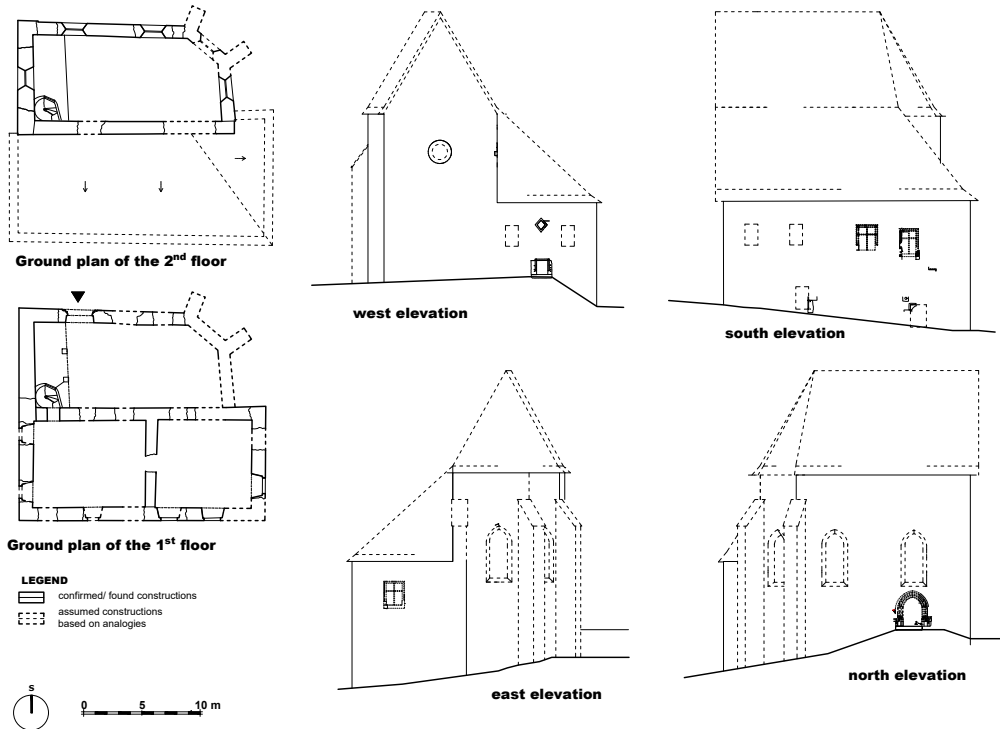 Ground plan of the 2nd floor
west elevation
south elevation
Ground plan of the 1st floor
LEGEND
confirmed/ found constructions
assumed constructions
based on analogies
S
0 5 10 m
east elevation
north elevation